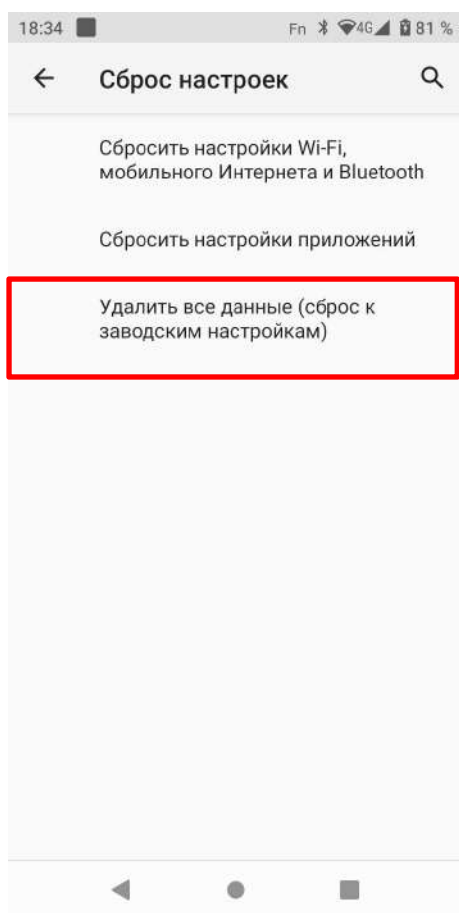 18:34 Fn 4G 81 %
Сброс настроек
Сбросить настройки Wi-Fi,
мобильного Интернета и Bluetooth
Сбросить настройки приложений
Удалить все данные (сброс к
заводским настройкам)